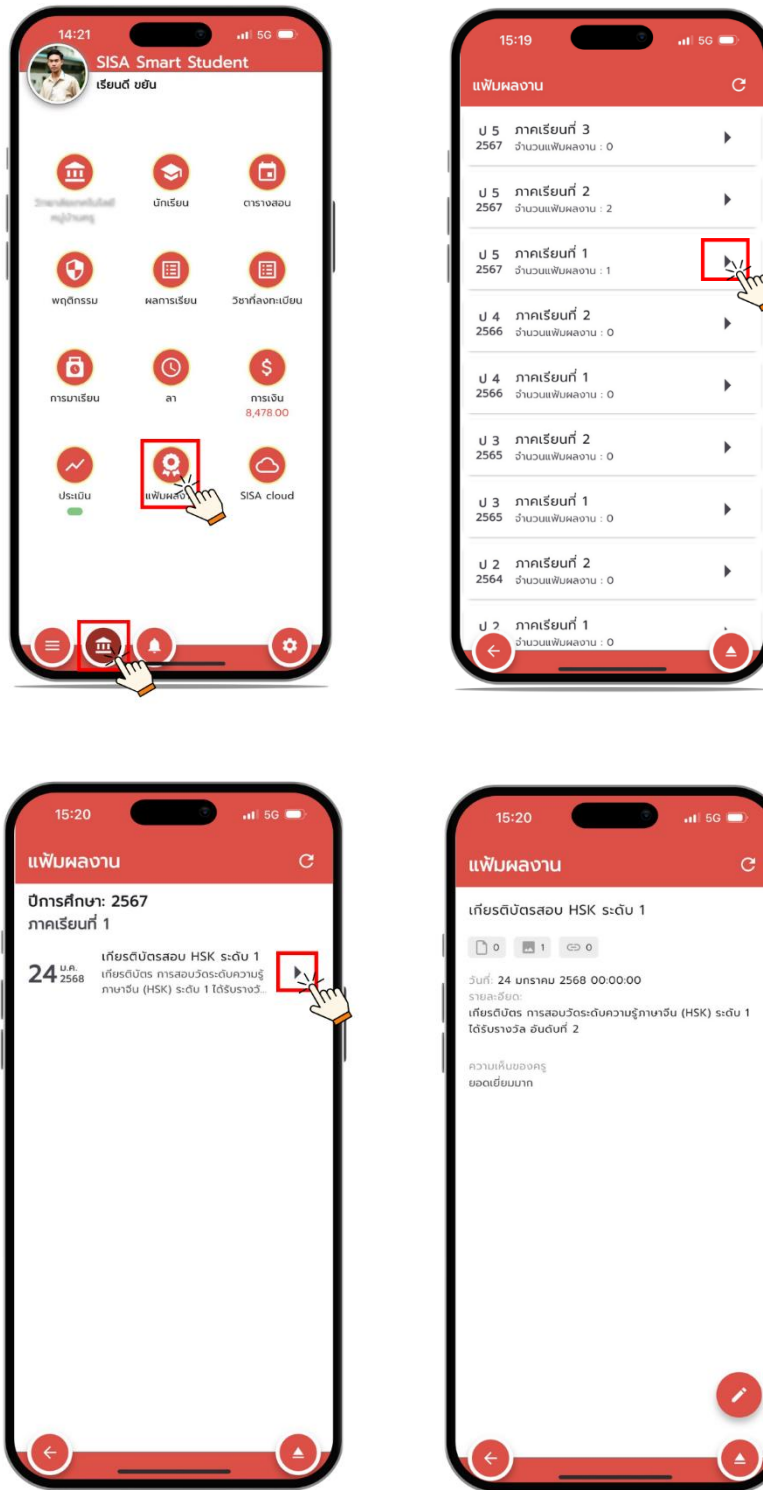 14:21
5G
SISA Smart Student
เรียนดี ขยัน
นักเรียน
ตารางสอน
พฤติกรรม
ผลการเรียน
วิชาที่ลงทะเบียน
การมาเรียน
ลา
การเงิน
8,478.00
ประเมิน
แฟ้มผลงาน
SISA cloud
15:19
5G
แฟ้มผลงาน
ป 5 ภาคเรียนที่ 3
2567 จำนวนแฟ้มผลงาน : 0
ป 5 ภาคเรียนที่ 2
2567 จำนวนแฟ้มผลงาน : 2
ป 5 ภาคเรียนที่ 1
2567 จำนวนแฟ้มผลงาน : 1
ป 4 ภาคเรียนที่ 2
2566 จำนวนแฟ้มผลงาน : 0
ป 4 ภาคเรียนที่ 1
2566 จำนวนแฟ้มผลงาน : 0
ป 3 ภาคเรียนที่ 2
2565 จำนวนแฟ้มผลงาน : 0
ป 3 ภาคเรียนที่ 1
2565 จำนวนแฟ้มผลงาน : 0
ป 2 ภาคเรียนที่ 2
2564 จำนวนแฟ้มผลงาน : 0
ป 2 ภาคเรียนที่ 1
จำนวนแฟ้มผลงาน : 0
15:20
5G
แฟ้มผลงาน
ปีการศึกษา: 2567
ภาคเรียนที่ 1
24 ม.ค. 2568
เกียรติบัตรสอบ HSK ระดับ 1
เกียรติบัตร การสอบวัดระดับความรู้
ภาษาจีน (HSK) ระดับ 1 ได้รับรางวั...
15:20
5G
แฟ้มผลงาน
เกียรติบัตรสอบ HSK ระดับ 1
0 1 0
วันที่: 24 มกราคม 2568 00:00:00
รายละเอียด:
เกียรติบัตร การสอบวัดระดับความรู้ภาษาจีน (HSK) ระดับ 1
ได้รับรางวัล อันดับที่ 2
ความเห็นของครู
ยอดเยี่ยมมาก